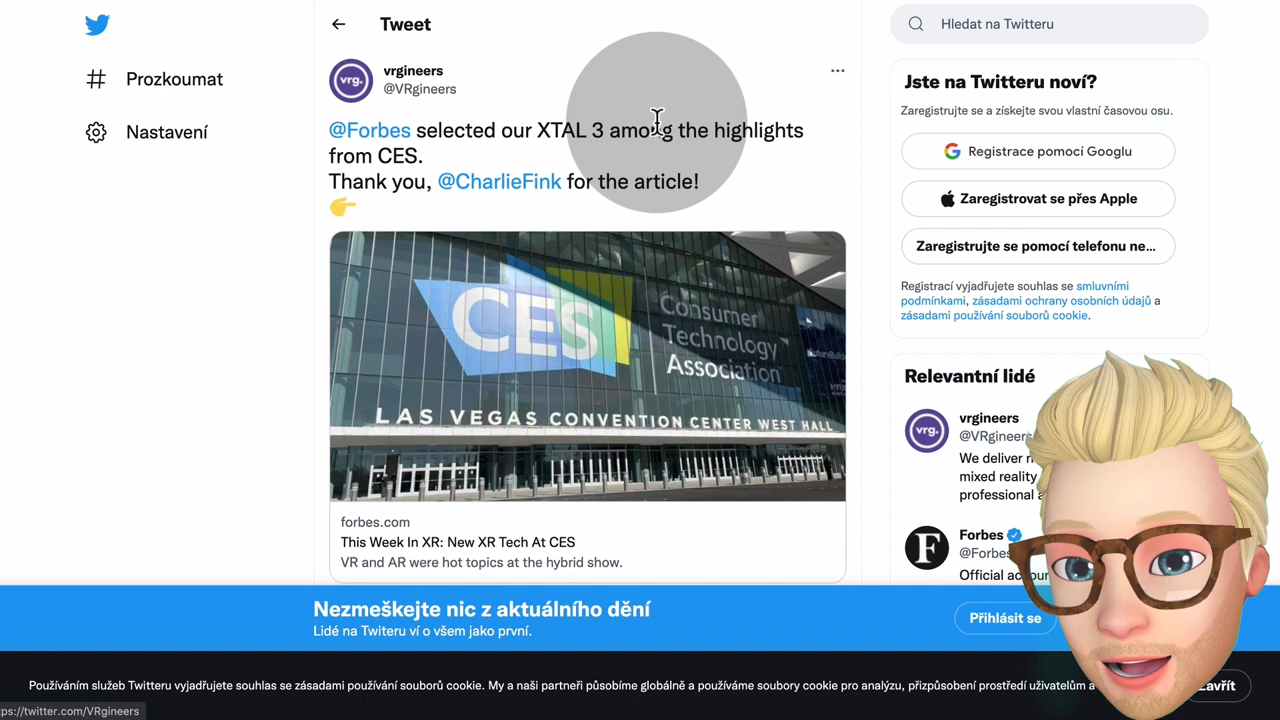 Prozkoumat
Nastavení
Tweet
vrg.
vrgineers
@VRgineers
@Forbes selected our XTAL 3 among the highlights
from CES.
Thank you, @CharlieFink for the article!
CES
Consumer
Technology
Association
LAS VEGAS CONVENTION CENTER WEST HALL
forbes.com
This Week In XR: New XR Tech At CES
VR and AR were hot topics at the hybrid show.
Hledat na Twitteru
Jste na Twitteru noví?
Zaregistrujte se a získejte svou vlastní časovou osu.
Registrace pomocí Googlu
Zaregistrovat se přes Apple
Zaregistrujte se pomocí telefonu ne...
Registrací vyjadřujete souhlas se smluvními
podmínkami, zásadami ochrany osobních údajů a
zásadami používání souborů cookie.
Relevantní lidé
vrg.
vrgineers
@VRgineers
We deliver
mixed reality
professional
Forbes
@Forbes
Official
Nezmeškejte nic z aktuálního dění
Lidé na Twiteru ví o všem jako první.
Přihlásit se
Používáním služeb Twitteru vyjadřujete souhlas se zásadami používání souborů cookie. My a naši partneři působíme globálně a používáme soubory cookie pro analýzu, přizpůsobení prostředí uživatelům a
Zavřít
ps://twitter.com/VRgineers